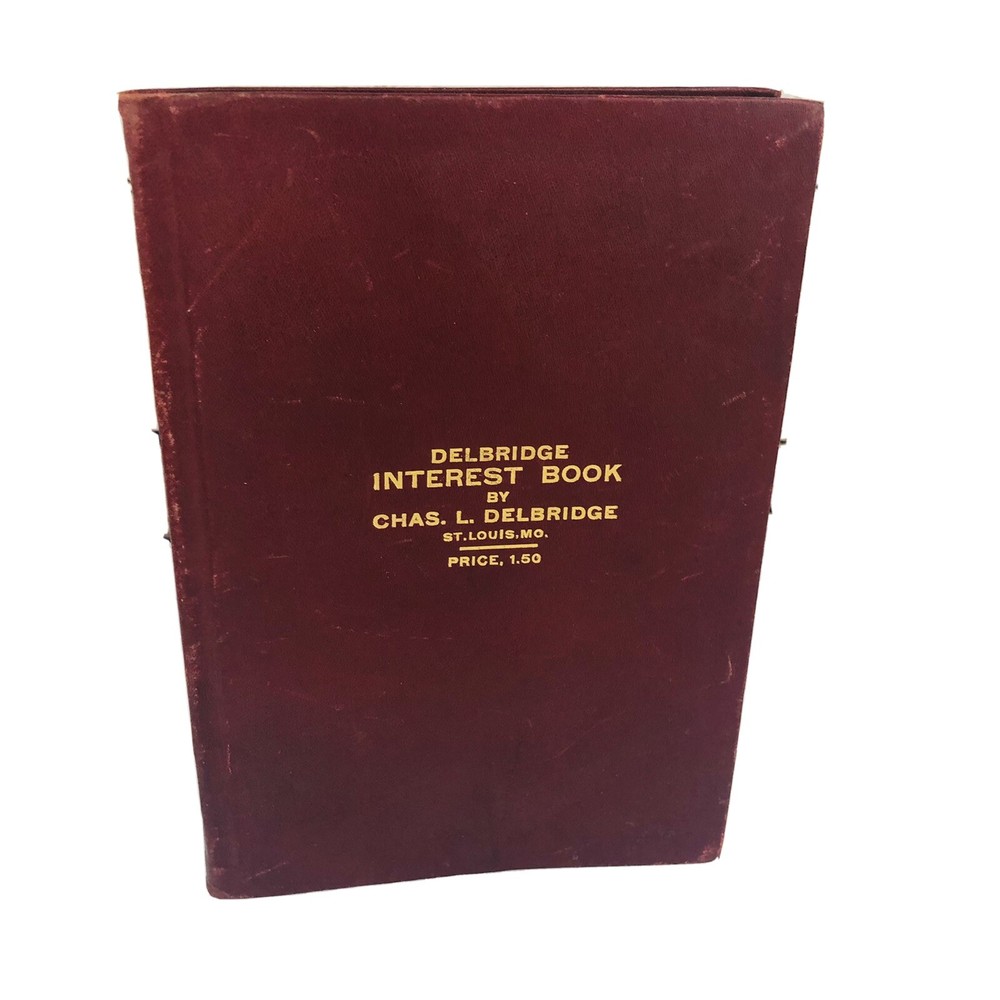 DELBRIDGE
INTEREST BOOK
BY
CHAS. L. DELBRIDGE
ST. LOUIS, MO.
PRICE, 1.50